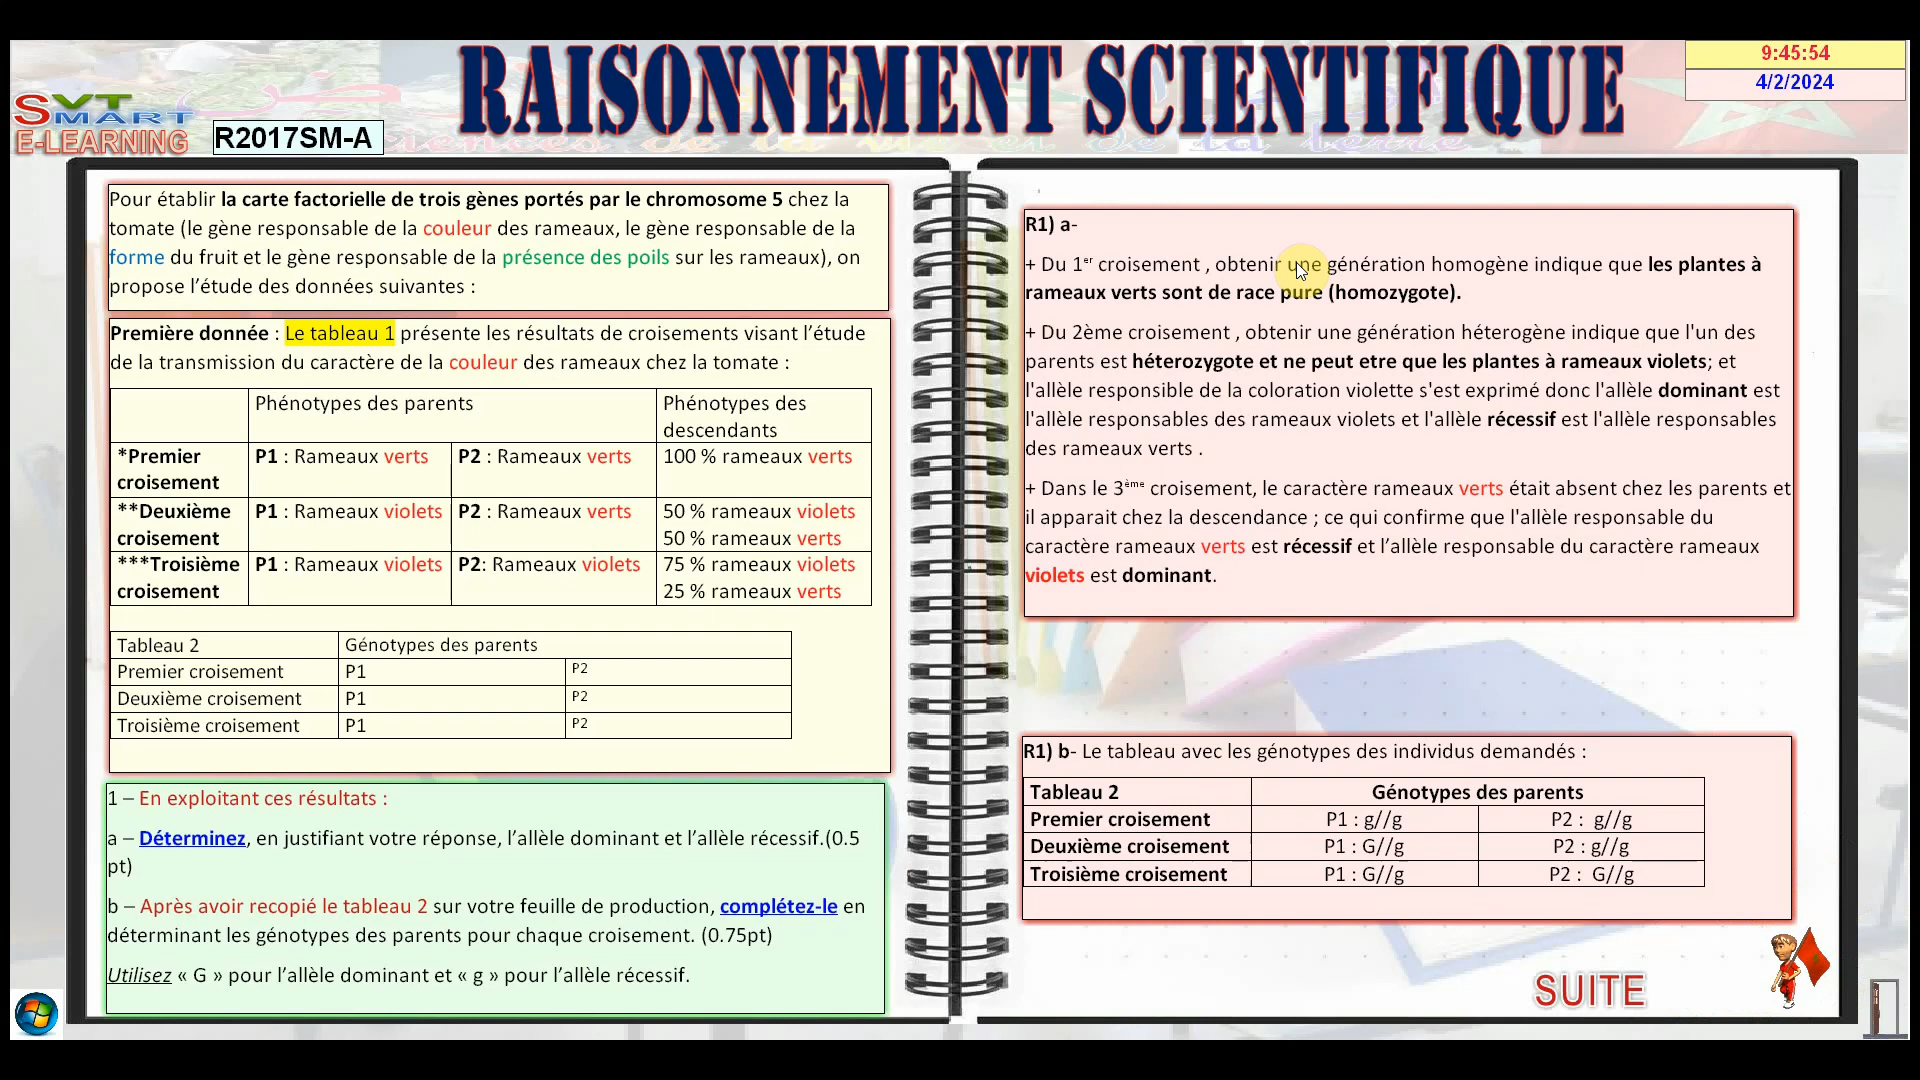 RAISONNEMENT SCIENTIFIQUE
9:45:54
4/2/2024
SVT
SMART
E-LEARNING
R2017SM-A
Pour établir la carte factorielle de trois gènes portés par le chromosome 5 chez la
tomate (le gène responsable de la couleur des rameaux, le gène responsable de la
forme du fruit et le gène responsable de la présence des poils sur les rameaux), on
propose l’étude des données suivantes :
Première donnée : Le tableau 1 présente les résultats de croisements visant l’étude
de la transmission du caractère de la couleur des rameaux chez la tomate :
Phénotypes des parents
Phénotypes des
descendants
*Premier
croisement
P1 : Rameaux verts
P2 : Rameaux verts
100 % rameaux verts
**Deuxième
croisement
P1 : Rameaux violets
P2 : Rameaux verts
50 % rameaux violets
50 % rameaux verts
***Troisième
croisement
P1 : Rameaux violets
P2: Rameaux violets
75 % rameaux violets
25 % rameaux verts
Tableau 2
Génotypes des parents
Premier croisement
P1
P2
Deuxième croisement
P1
P2
Troisième croisement
P1
P2
1 – En exploitant ces résultats :
a – Déterminez, en justifiant votre réponse, l’allèle dominant et l’allèle récessif.(0.5
pt)
b – Après avoir recopié le tableau 2 sur votre feuille de production, complétez-le en
déterminant les génotypes des parents pour chaque croisement. (0.75pt)
Utilisez « G » pour l’allèle dominant et « g » pour l’allèle récessif.
R1) a-
+ Du 1er croisement , obtenir une génération homogène indique que les plantes à
rameaux verts sont de race pure (homozygote).
+ Du 2ème croisement , obtenir une génération hétérogène indique que l'un des
parents est hétérozygote et ne peut etre que les plantes à rameaux violets; et
l'allèle responsible de la coloration violette s'est exprimé donc l'allèle dominant est
l'allèle responsables des rameaux violets et l'allèle récessif est l'allèle responsables
des rameaux verts .
+ Dans le 3ème croisement, le caractère rameaux verts était absent chez les parents et
il apparait chez la descendance ; ce qui confirme que l'allèle responsable du
caractère rameaux verts est récessif et l’allèle responsable du caractère rameaux
violets est dominant.
R1) b- Le tableau avec les génotypes des individus demandés :
Tableau 2
Génotypes des parents
Premier croisement
P1 : g//g
P2 : g//g
Deuxième croisement
P1 : G//g
P2 : g//g
Troisième croisement
P1 : G//g
P2 : G//g
SUITE